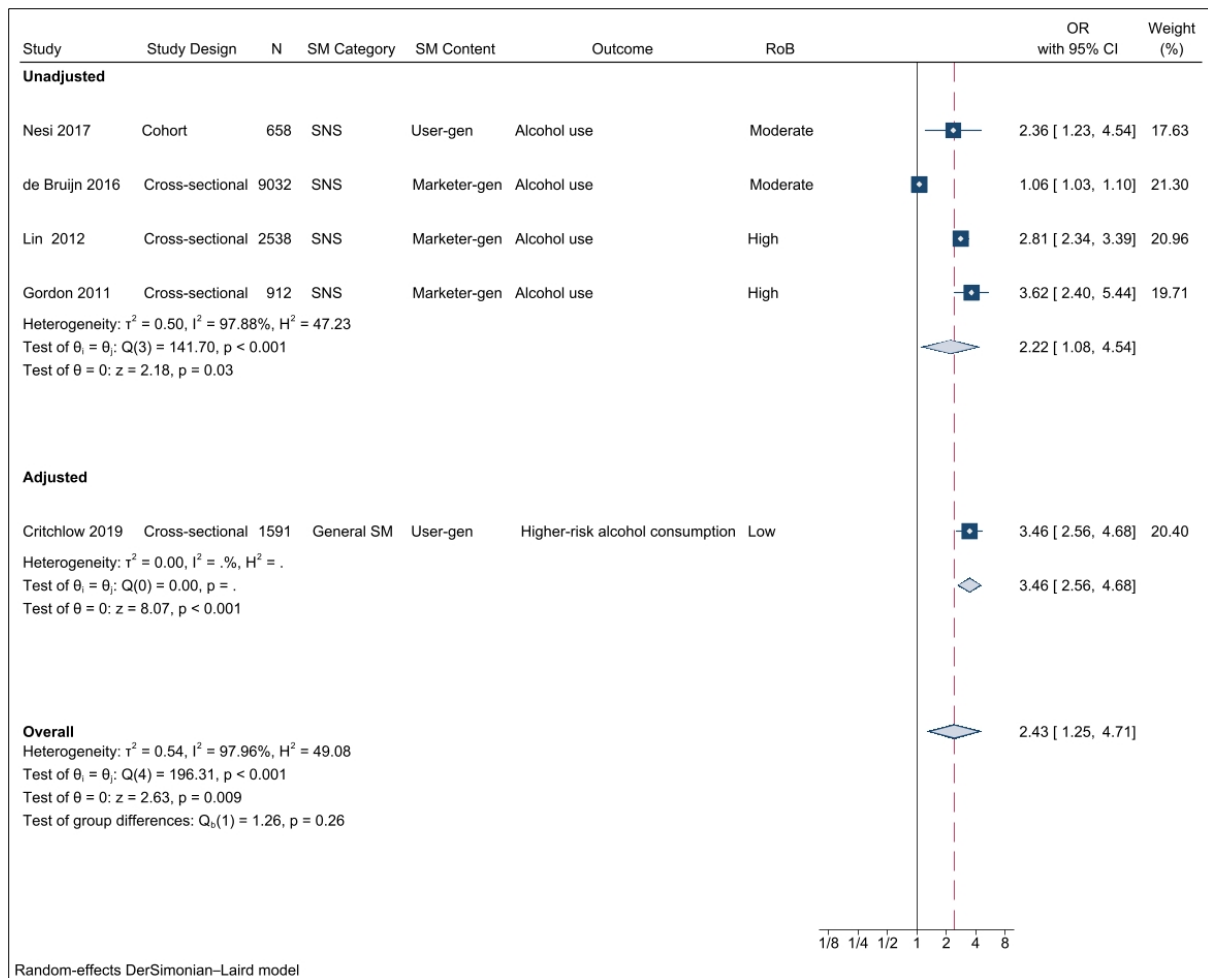 OR Weight
Study Study Design N SM Category SM Content Outcome RoB with 95% CI (%)
Unadjusted
Nesi 2017 Cohort 658 SNS User-gen Alcohol use Moderate 2.36 [ 1.23, 4.54] 17.63
de Bruijn 2016 Cross-sectional 9032 SNS Marketer-gen Alcohol use Moderate 1.06 [ 1.03, 1.10] 21.30
Lin 2012 Cross-sectional 2538 SNS Marketer-gen Alcohol use High 2.81 [ 2.34, 3.39] 20.96
Gordon 2011 Cross-sectional 912 SNS Marketer-gen Alcohol use High 3.62 [ 2.40, 5.44] 19.71
Heterogeneity: τ² = 0.50, I² = 97.88%, H² = 47.23
Test of θᵢ = θⱼ: Q(3) = 141.70, p < 0.001 2.22 [ 1.08, 4.54]
Test of θ = 0: z = 2.18, p = 0.03
Adjusted
Critchlow 2019 Cross-sectional 1591 General SM User-gen Higher-risk alcohol consumption Low 3.46 [ 2.56, 4.68] 20.40
Heterogeneity: τ² = 0.00, I² = .%, H² = .
Test of θᵢ = θⱼ: Q(0) = 0.00, p = . 3.46 [ 2.56, 4.68]
Test of θ = 0: z = 8.07, p < 0.001
Overall 2.43 [ 1.25, 4.71]
Heterogeneity: τ² = 0.54, I² = 97.96%, H² = 49.08
Test of θᵢ = θⱼ: Q(4) = 196.31, p < 0.001
Test of θ = 0: z = 2.63, p = 0.009
Test of group differences: Q_b(1) = 1.26, p = 0.26
1/8 1/4 1/2 1 2 4 8
Random-effects DerSimonian–Laird model